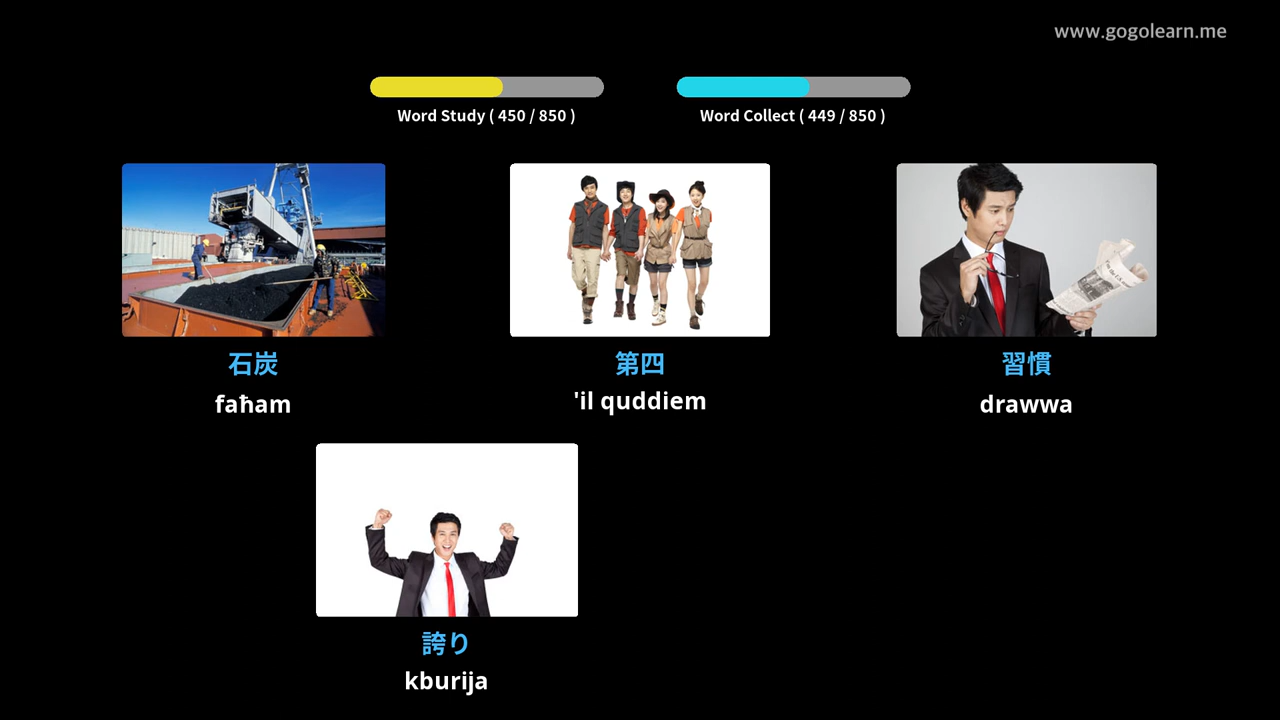 www.gogolearn.me
Word Study ( 450 / 850 )
Word Collect ( 449 / 850 )
石炭
faħam
第四
'il quddiem
習慣
drawwa
誇り
kburija